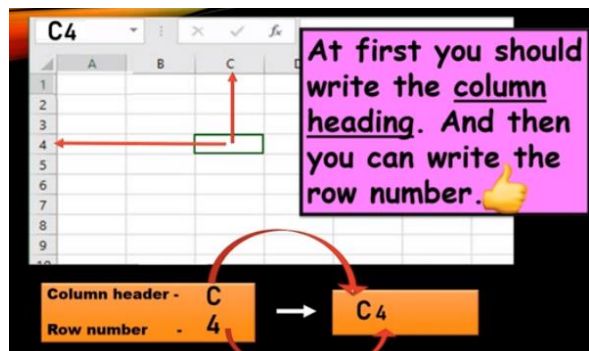 C4
fx
A B C
1
2
3
4
5
6
7
8
9
At first you should
write the column
heading. And then
you can write the
row number.
Column header - C
Row number - 4
C4